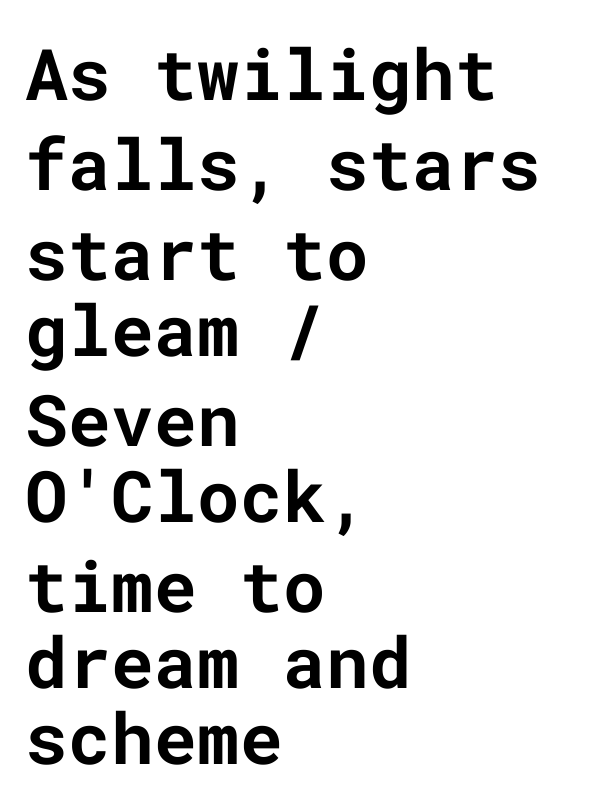 As twilight
falls, stars
start to
gleam /
Seven
O'Clock,
time to
dream and
scheme